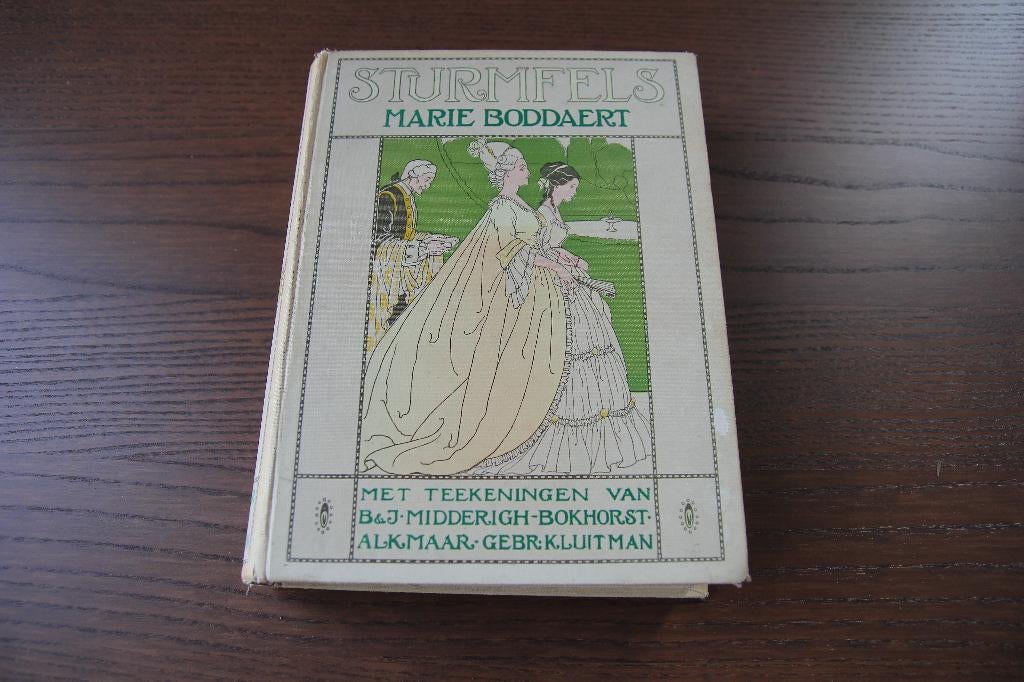 STURMFELS
MARIE BODDAERT
MET TEEKENINGEN VAN
B&J·MIDDERIGH-BOKHORST·
ALKMAAR·GEBR:KLUITMAN